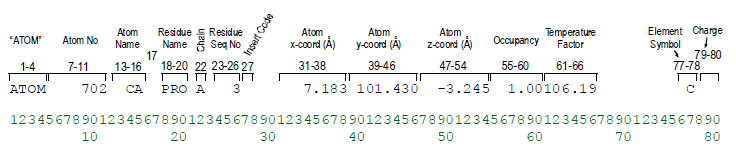 "ATOM" Atom No Atom Name 17 Residue Name Chain Residue Seq No Insert Code Atom x-coord (Å) Atom y-coord (Å) Atom z-coord (Å) Occupancy Temperature Factor Element Symbol Charge
1-4 7-11 13-16 18-20 22 23-26 27 31-38 39-46 47-54 55-60 61-66 77-78 79-80
ATOM 702 CA PRO A 3 7.183 101.430 -3.245 1.00106.19 C
12345678901234567890123456789012345678901234567890123456789012345678901234567890
10 20 30 40 50 60 70 80